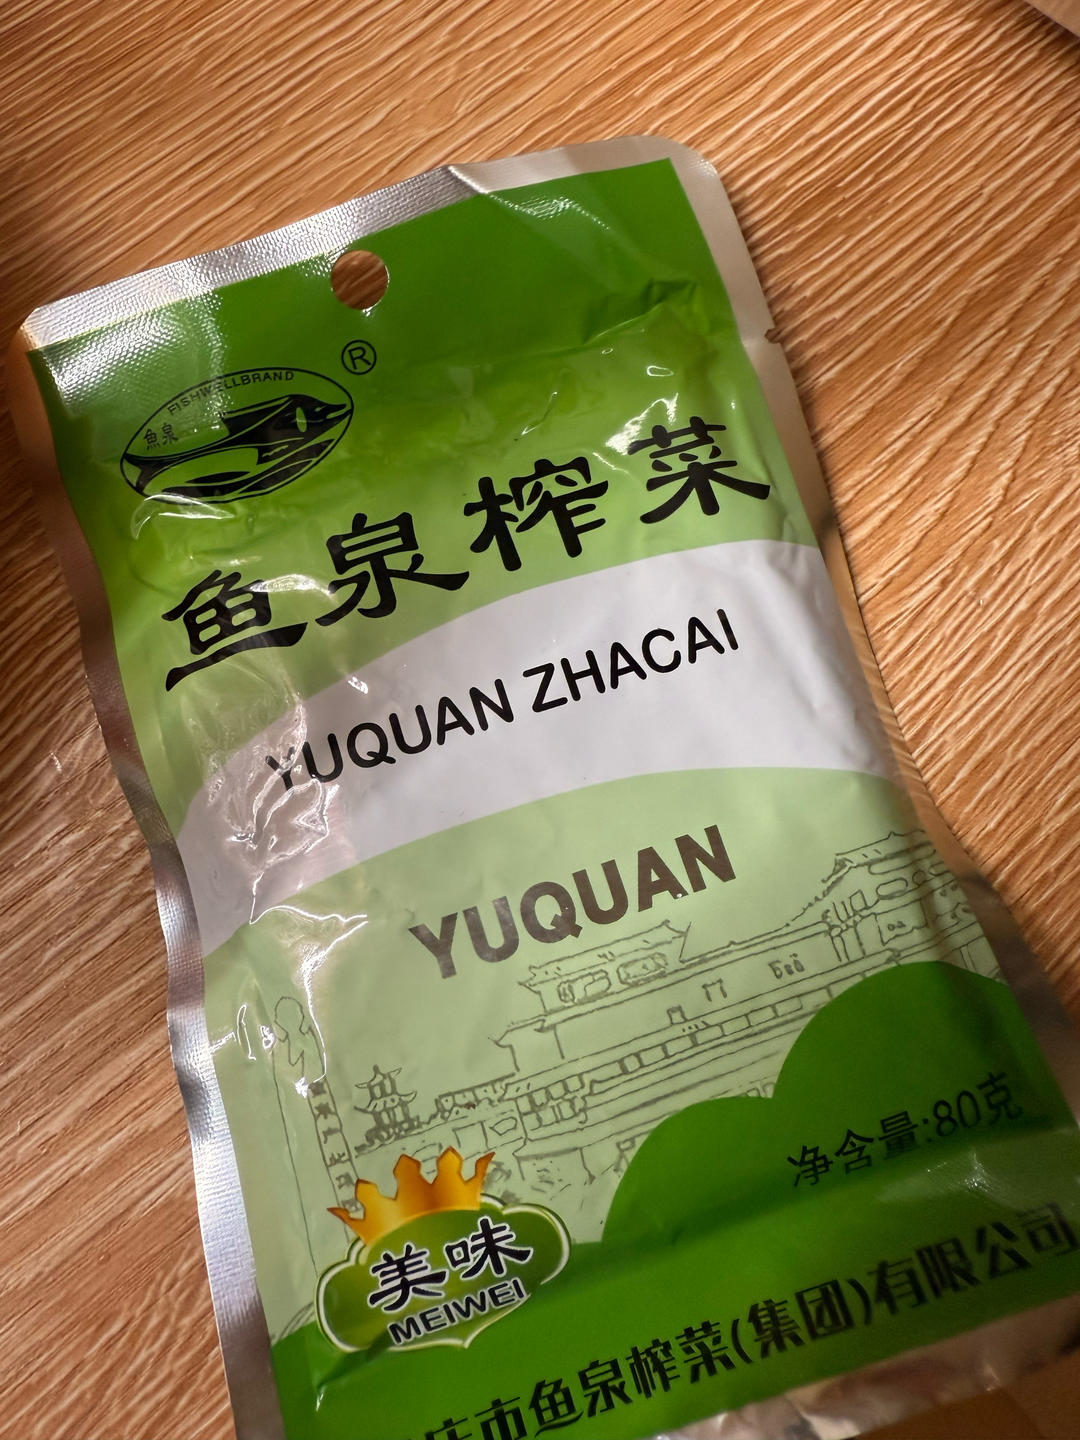 ®
FISHWELLBRAND
魚泉
鱼泉榨菜
YUQUAN ZHACAI
YUQUAN
净含量:80克
美味
MEIWEI
庆市鱼泉榨菜(集团)有限公司